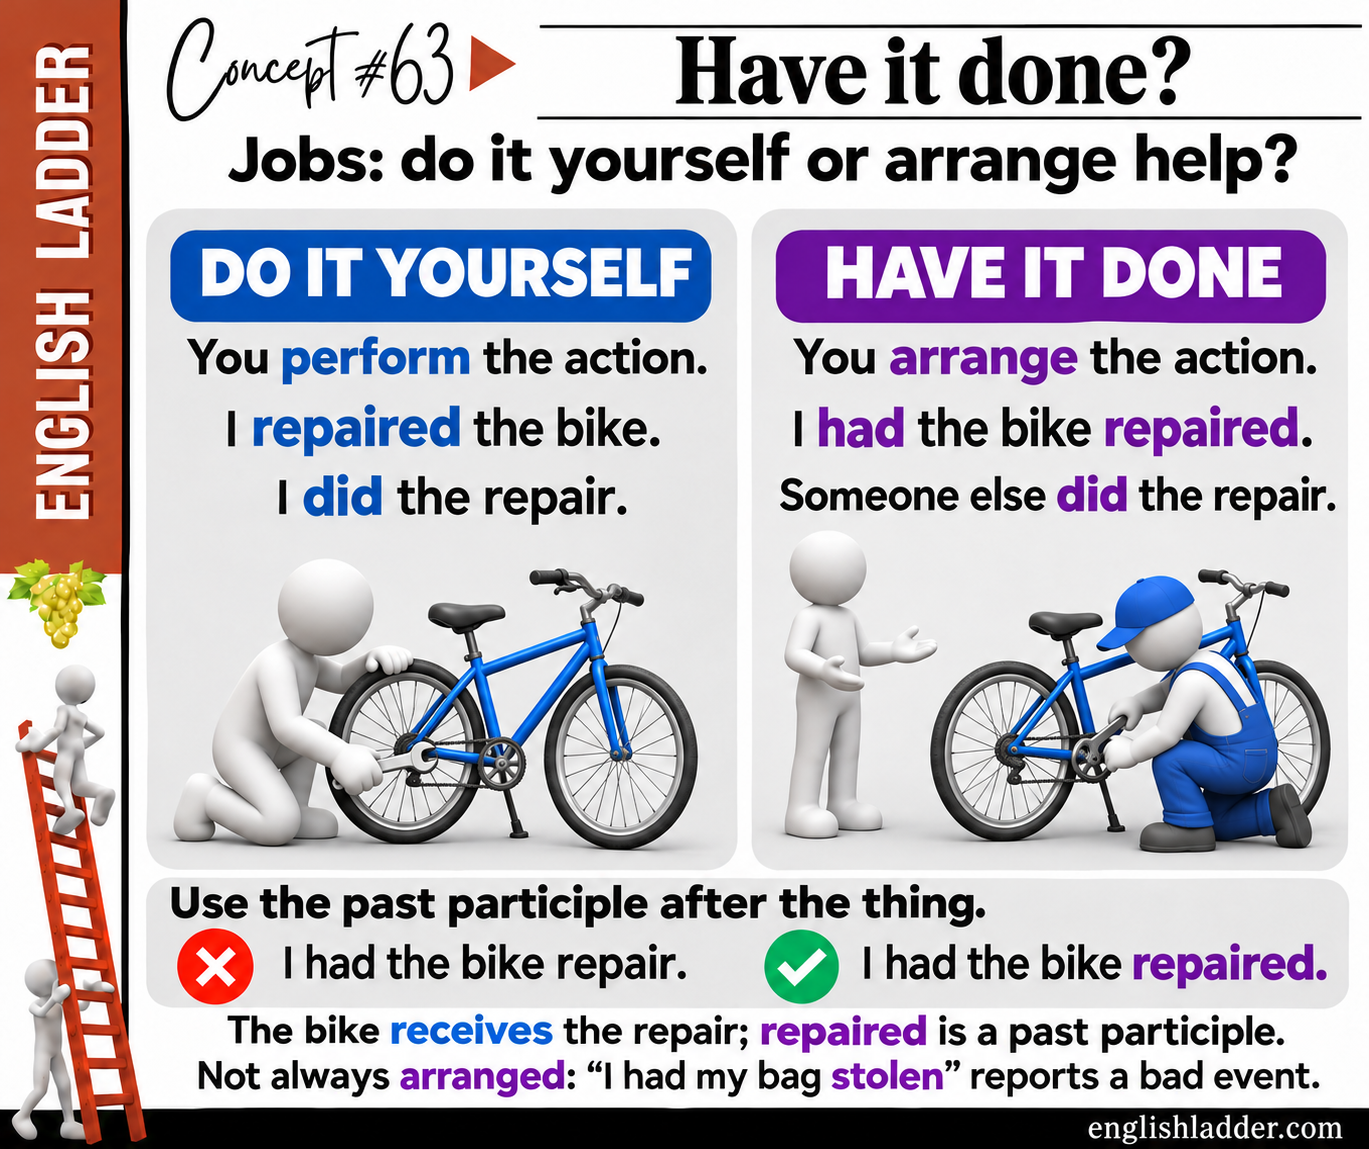 ENGLISH LADDER
Concept #63
Have it done?
Jobs: do it yourself or arrange help?
DO IT YOURSELF
You perform the action.
I repaired the bike.
I did the repair.
HAVE IT DONE
You arrange the action.
I had the bike repaired.
Someone else did the repair.
Use the past participle after the thing.
I had the bike repair.
I had the bike repaired.
The bike receives the repair; repaired is a past participle.
Not always arranged: “I had my bag stolen” reports a bad event.
englishladder.com